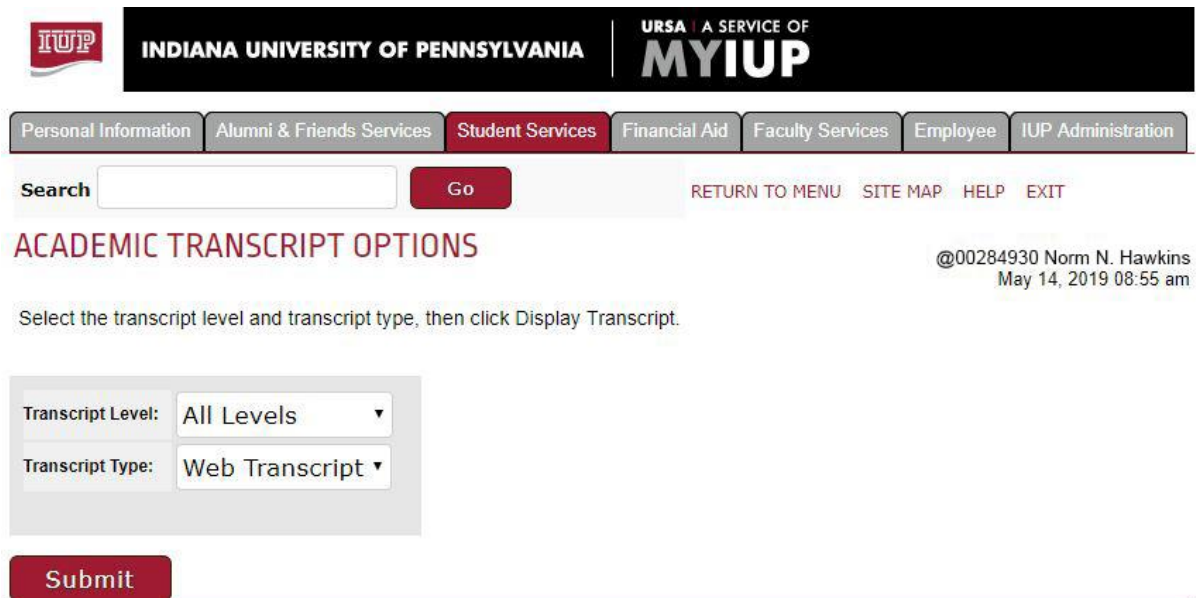 IUP
INDIANA UNIVERSITY OF PENNSYLVANIA
URSA | A SERVICE OF
MYIUP
Personal Information Alumni & Friends Services Student Services Financial Aid Faculty Services Employee IUP Administration
Search Go RETURN TO MENU SITE MAP HELP EXIT
ACADEMIC TRANSCRIPT OPTIONS
@00284930 Norm N. Hawkins
May 14, 2019 08:55 am
Select the transcript level and transcript type, then click Display Transcript.
Transcript Level: All Levels
Transcript Type: Web Transcript
Submit